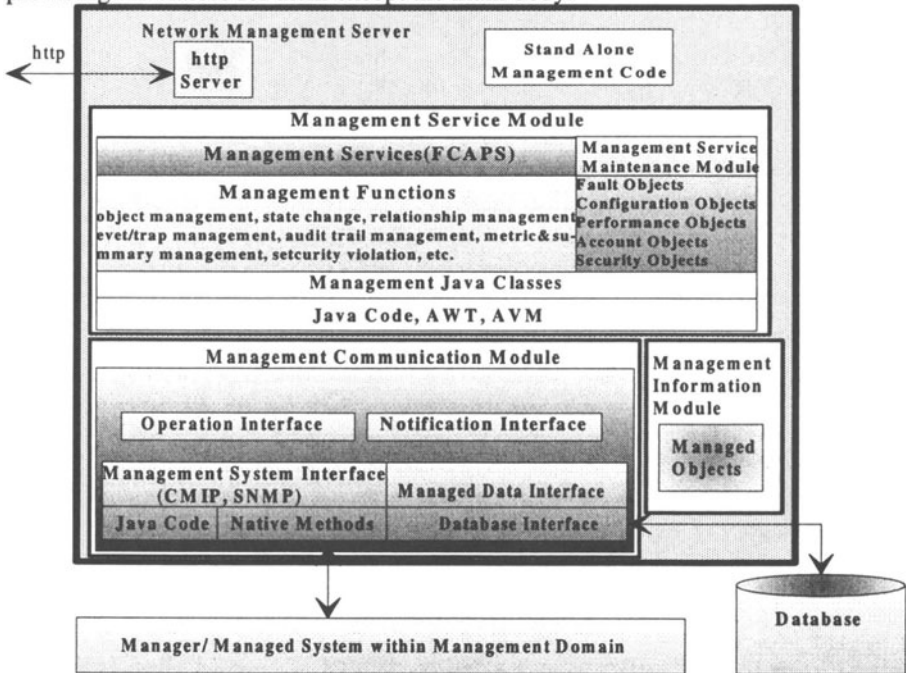 Network Management Server
http
http
Server
Stand Alone
Management Code
Management Service Module
Management Services(FCAPS)
Management Service
Maintenance Module
Management Functions
object management, state change, relationship management
evet/trap management, audit trail management, metric&su-
mmary management, setcurity violation, etc.
Fault Objects
Configuration Objects
Performance Objects
Account Objects
Security Objects
Management Java Classes
Java Code, AWT, AVM
Management Communication Module
Operation Interface
Notification Interface
Management System Interface
(CMIP, SNMP)
Managed Data Interface
Java Code
Native Methods
Database Interface
Management
Information
Module
Managed
Objects
Database
Manager/ Managed System within Management Domain